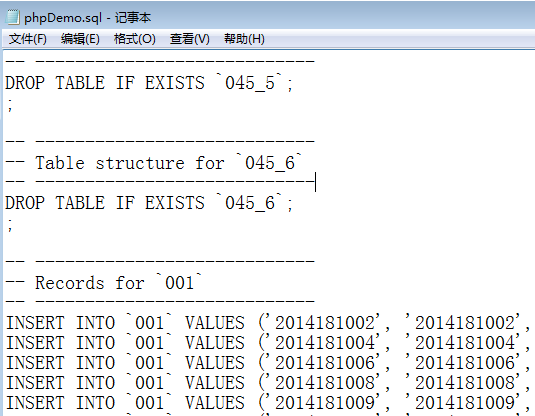 phpDemo.sql - 记事本
文件(F) 编辑(E) 格式(O) 查看(V) 帮助(H)
-- ----------------------------
DROP TABLE IF EXISTS `045_5`;
;
-- ----------------------------
-- Table structure for `045_6`
-- ----------------------------
DROP TABLE IF EXISTS `045_6`;
;
-- ----------------------------
-- Records for `001`
-- ----------------------------
INSERT INTO `001` VALUES ('2014181002', '2014181002',
INSERT INTO `001` VALUES ('2014181004', '2014181004',
INSERT INTO `001` VALUES ('2014181006', '2014181006',
INSERT INTO `001` VALUES ('2014181008', '2014181008',
INSERT INTO `001` VALUES ('2014181009', '2014181009',